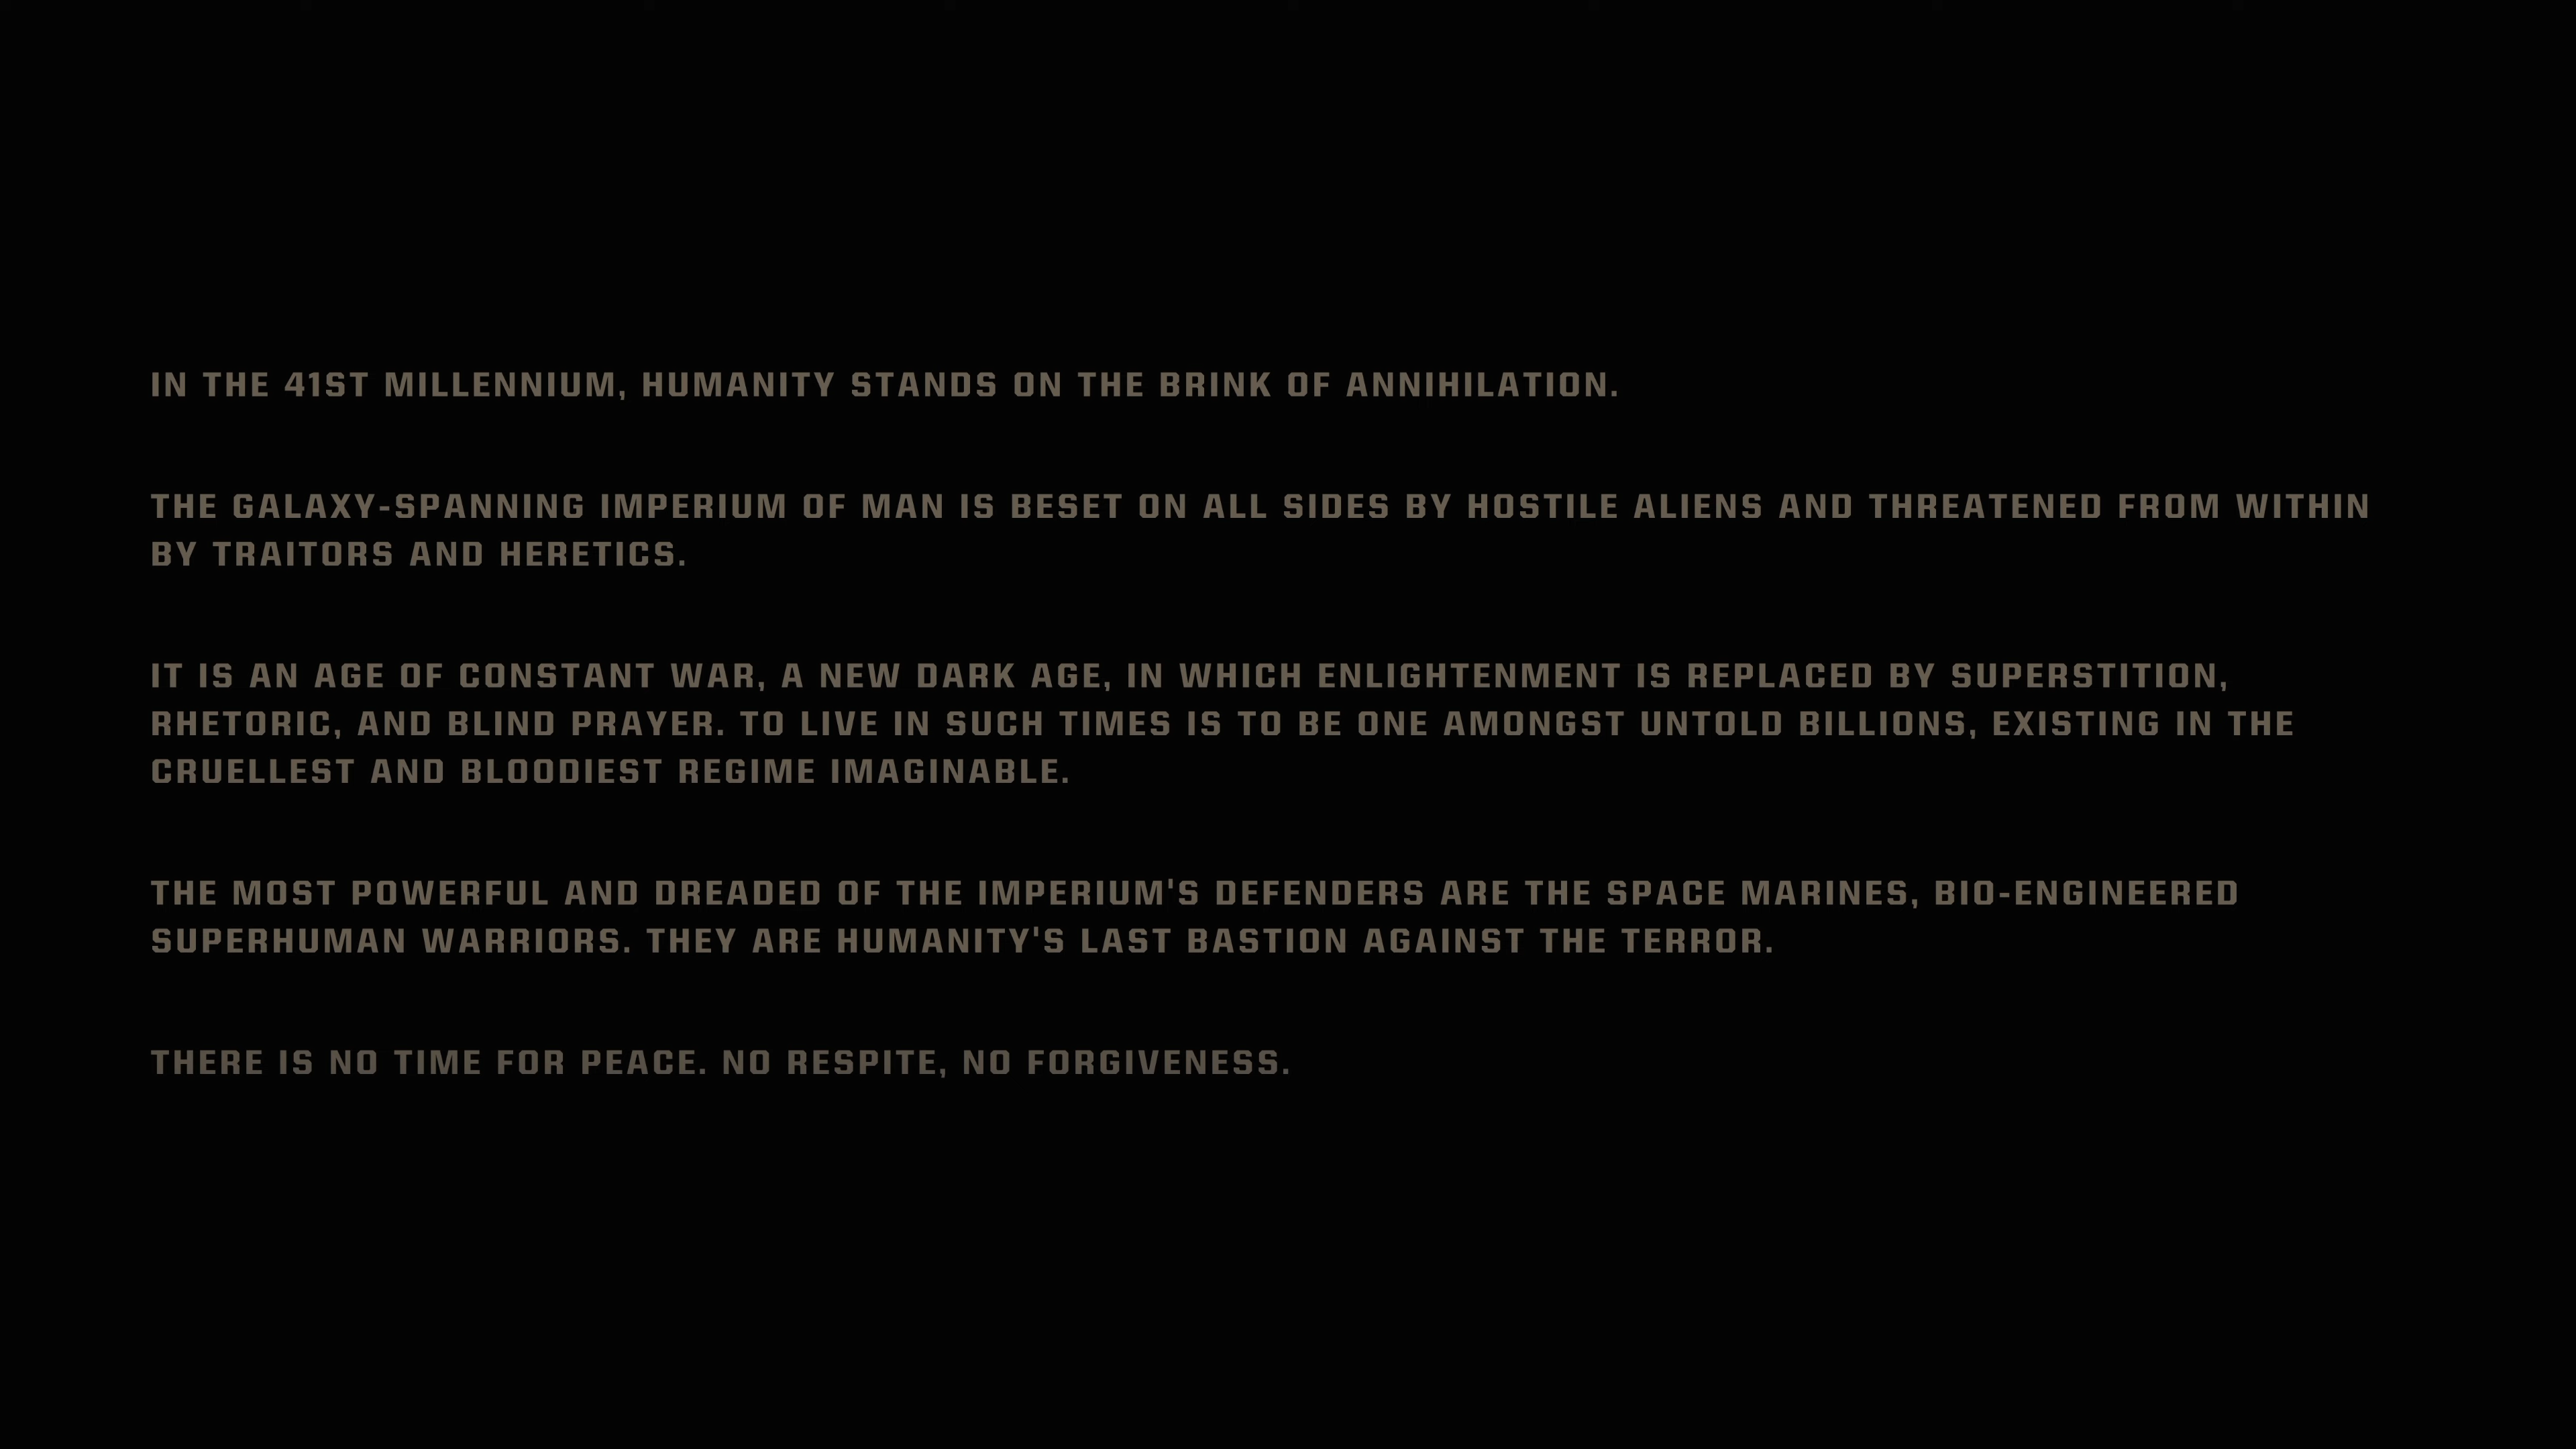 IN THE 41ST MILLENNIUM, HUMANITY STANDS ON THE BRINK OF ANNIHILATION.
THE GALAXY-SPANNING IMPERIUM OF MAN IS BESET ON ALL SIDES BY HOSTILE ALIENS AND THREATENED FROM WITHIN
BY TRAITORS AND HERETICS.
IT IS AN AGE OF CONSTANT WAR, A NEW DARK AGE, IN WHICH ENLIGHTENMENT IS REPLACED BY SUPERSTITION,
RHETORIC, AND BLIND PRAYER. TO LIVE IN SUCH TIMES IS TO BE ONE AMONGST UNTOLD BILLIONS, EXISTING IN THE
CRUELLEST AND BLOODIEST REGIME IMAGINABLE.
THE MOST POWERFUL AND DREADED OF THE IMPERIUM'S DEFENDERS ARE THE SPACE MARINES, BIO-ENGINEERED
SUPERHUMAN WARRIORS. THEY ARE HUMANITY'S LAST BASTION AGAINST THE TERROR.
THERE IS NO TIME FOR PEACE. NO RESPITE, NO FORGIVENESS.